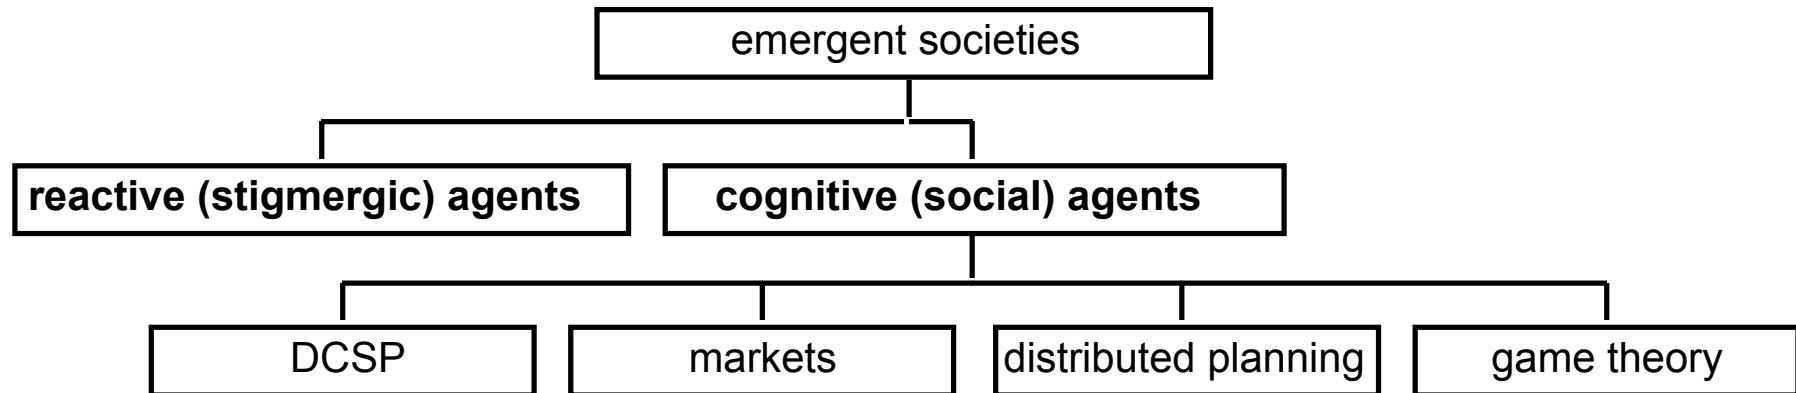 emergent societies
reactive (stigmergic) agents
cognitive (social) agents
DCSP
markets
distributed planning
game theory